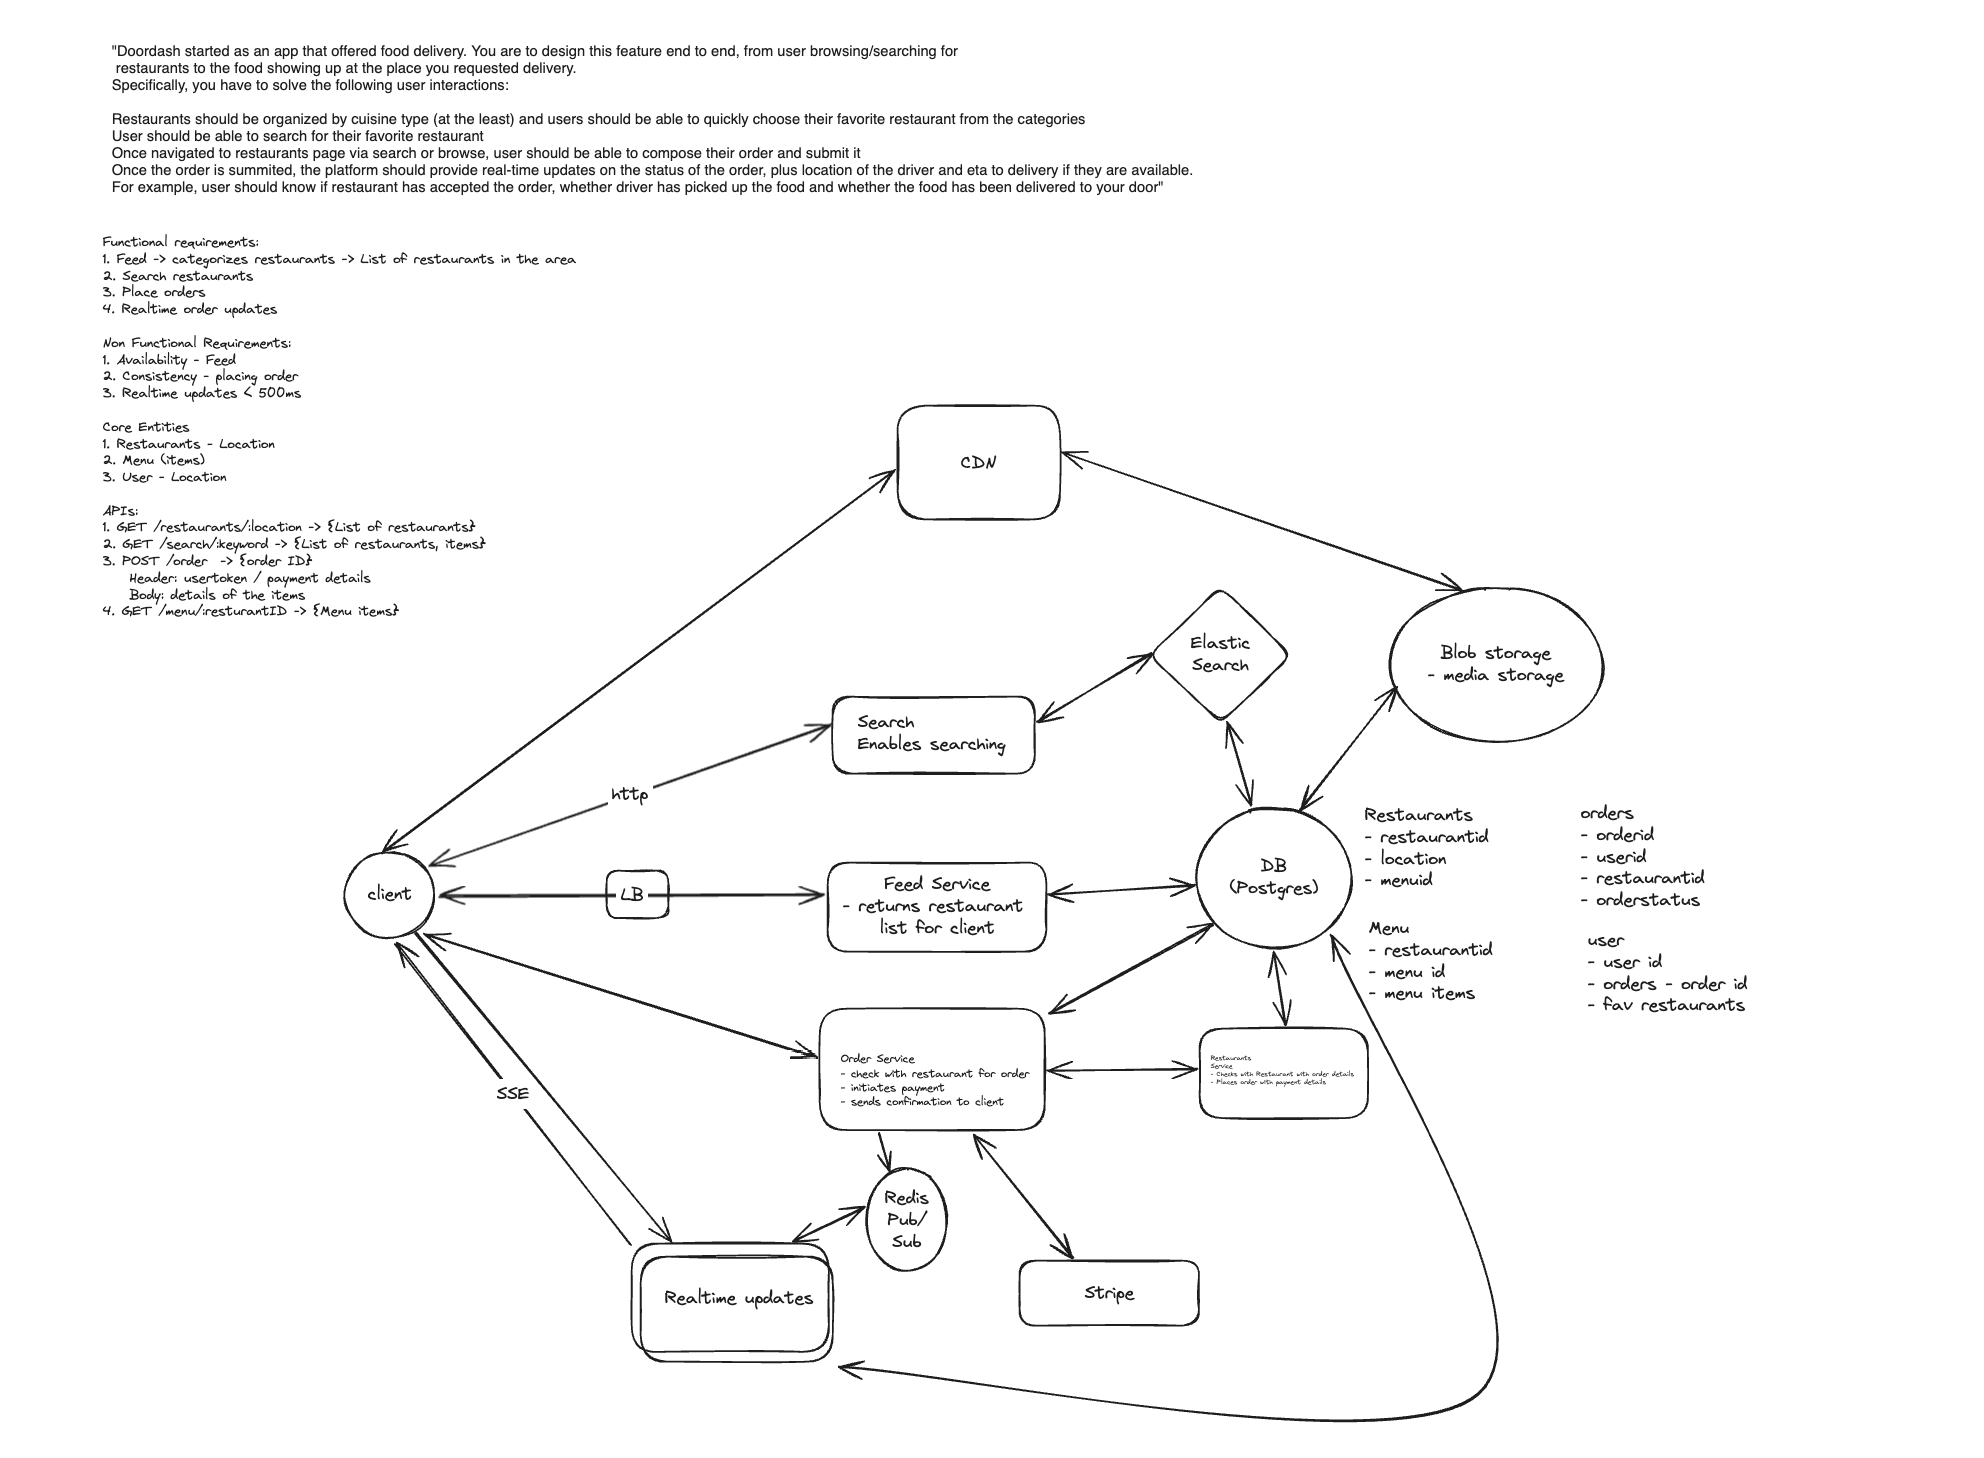 "Doordash started as an app that offered food delivery. You are to design this feature end to end, from user browsing/searching for
restaurants to the food showing up at the place you requested delivery.
Specifically, you have to solve the following user interactions:
Restaurants should be organized by cuisine type (at the least) and users should be able to quickly choose their favorite restaurant from the categories
User should be able to search for their favorite restaurant
Once navigated to restaurants page via search or browse, user should be able to compose their order and submit it
Once the order is summited, the platform should provide real-time updates on the status of the order, plus location of the driver and eta to delivery if they are available.
For example, user should know if restaurant has accepted the order, whether driver has picked up the food and whether the food has been delivered to your door"
Functional requirements:
1. Feed -> categorizes restaurants -> List of restaurants in the area
2. Search restaurants
3. Place orders
4. Realtime order updates
Non Functional Requirements:
1. Availability - Feed
2. Consistency - placing order
3. Realtime updates < 500ms
Core Entities
1. Restaurants - Location
2. Menu (items)
3. User - Location
APIs:
1. GET /restaurants/:location -> {List of restaurants}
2. GET /search/:keyword -> {List of restaurants, items}
3. POST /order -> {order ID}
Header: usertoken / payment details
Body: details of the items
4. GET /menu/:resturantID -> {Menu items}
CDN
Elastic
Search
Blob storage
- media storage
Search
Enables searching
http
client
LB
Feed Service
- returns restaurant
list for client
DB
(Postgres)
Restaurants
- restaurantid
- location
- menuid
Menu
- restaurantid
- menu id
- menu items
orders
- orderid
- userid
- restaurantid
- orderstatus
user
- user id
- orders - order id
- fav restaurants
Order Service
- check with restaurant for order
- initiates payment
- sends confirmation to client
Restaurants
Service
- Checks with Restaurant with order details
- Places order with payment details
SSE
Redis
Pub/
Sub
Realtime updates
Stripe